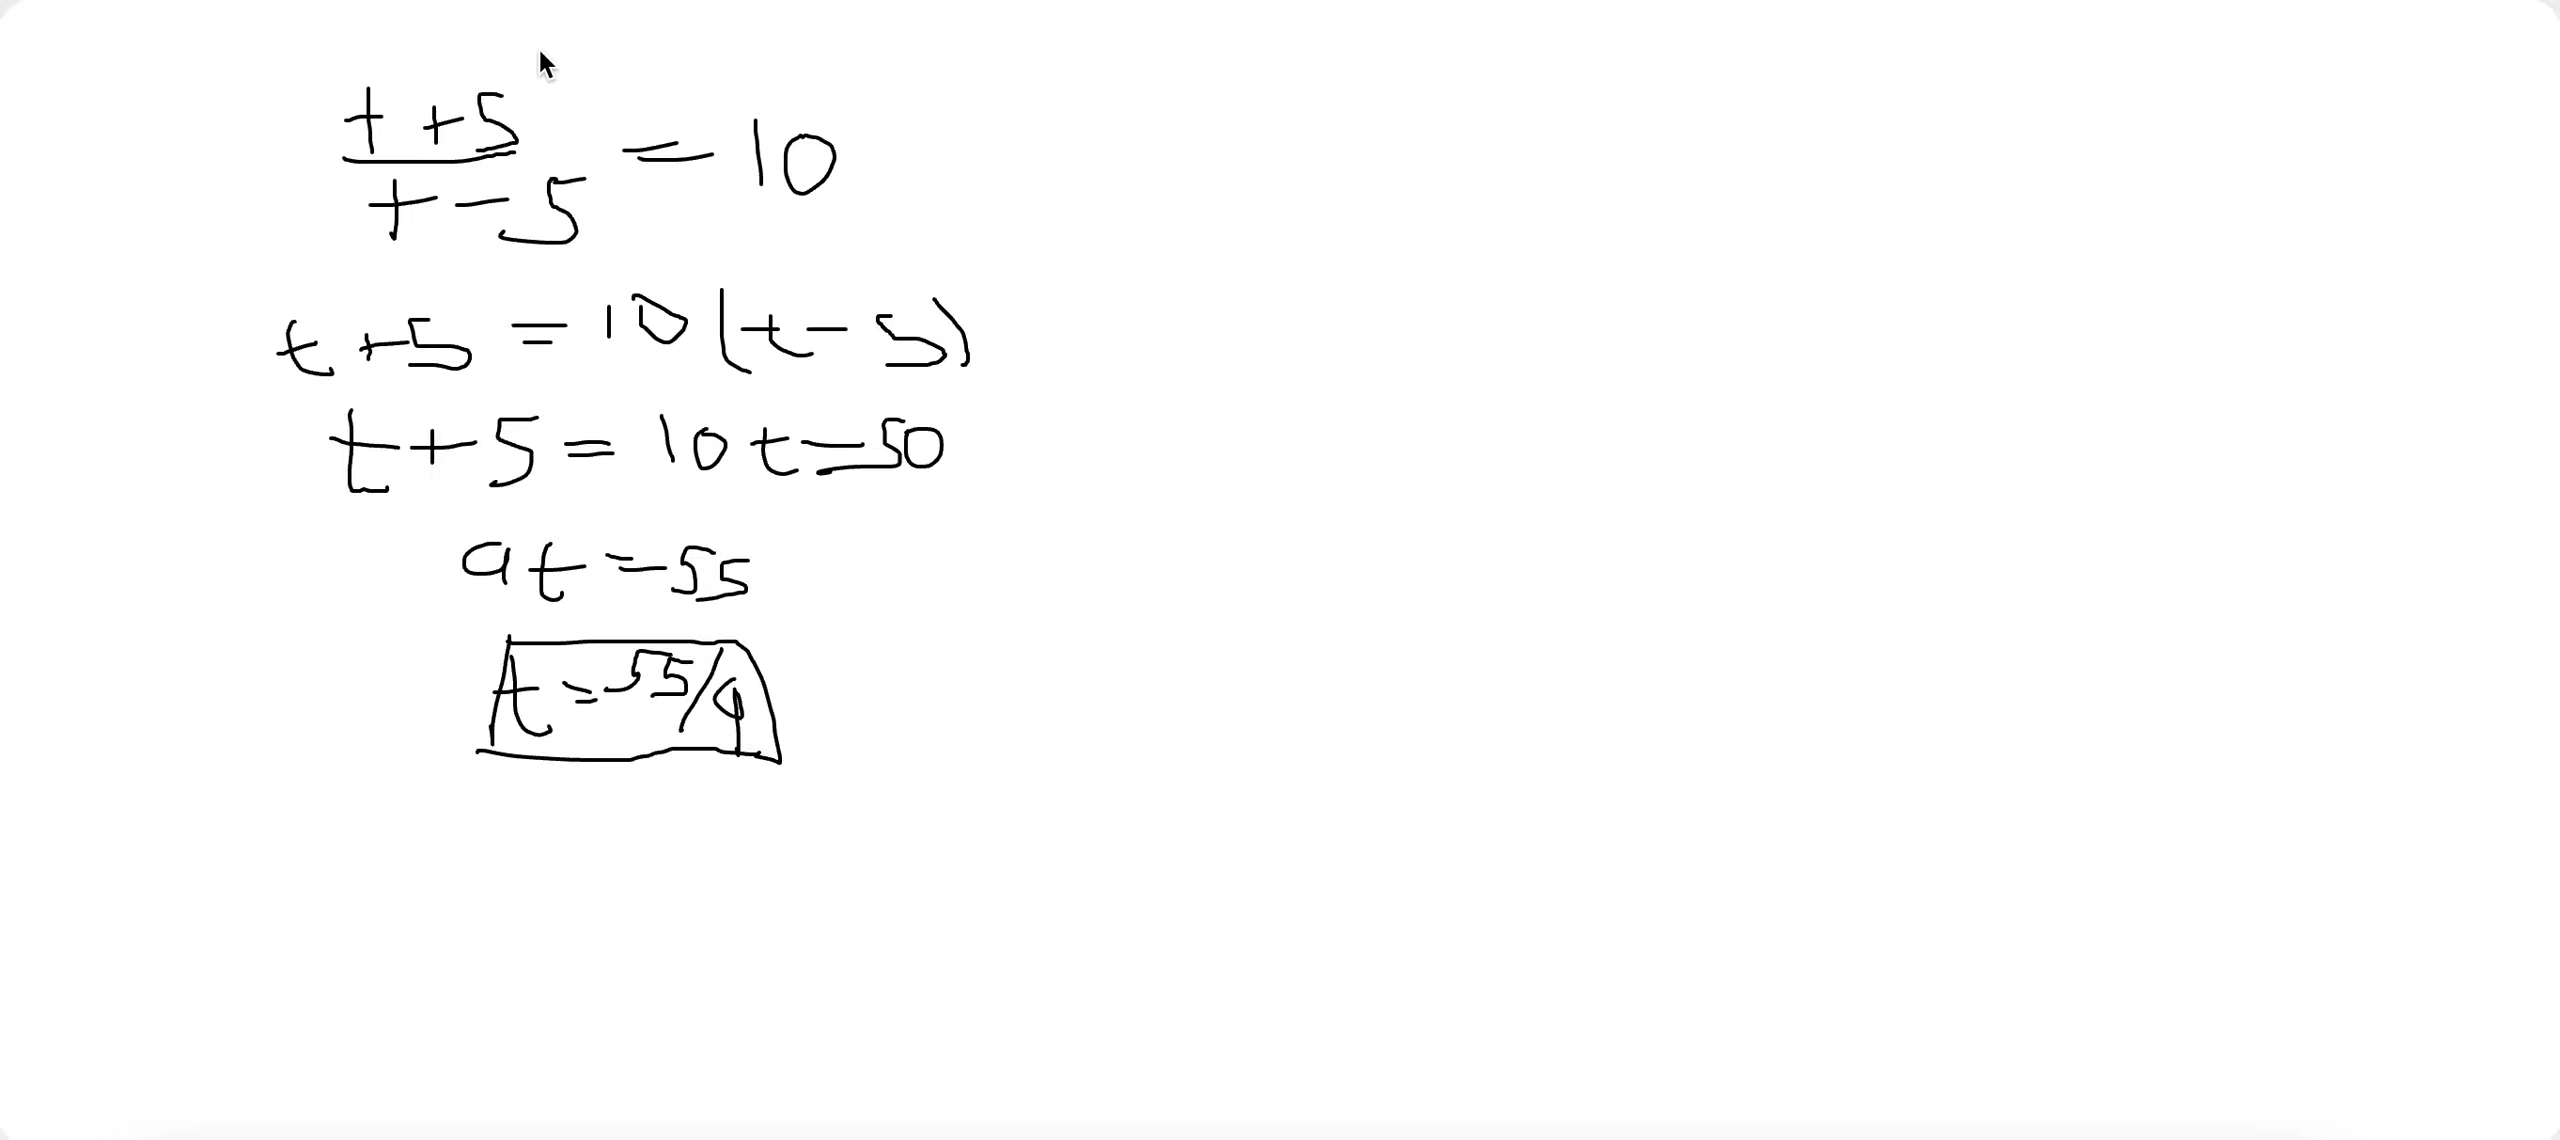 t + 5 / t - 5 = 10
t + 5 = 10 (t - 5)
t + 5 = 10t - 50
9t = 55
t = 55/9